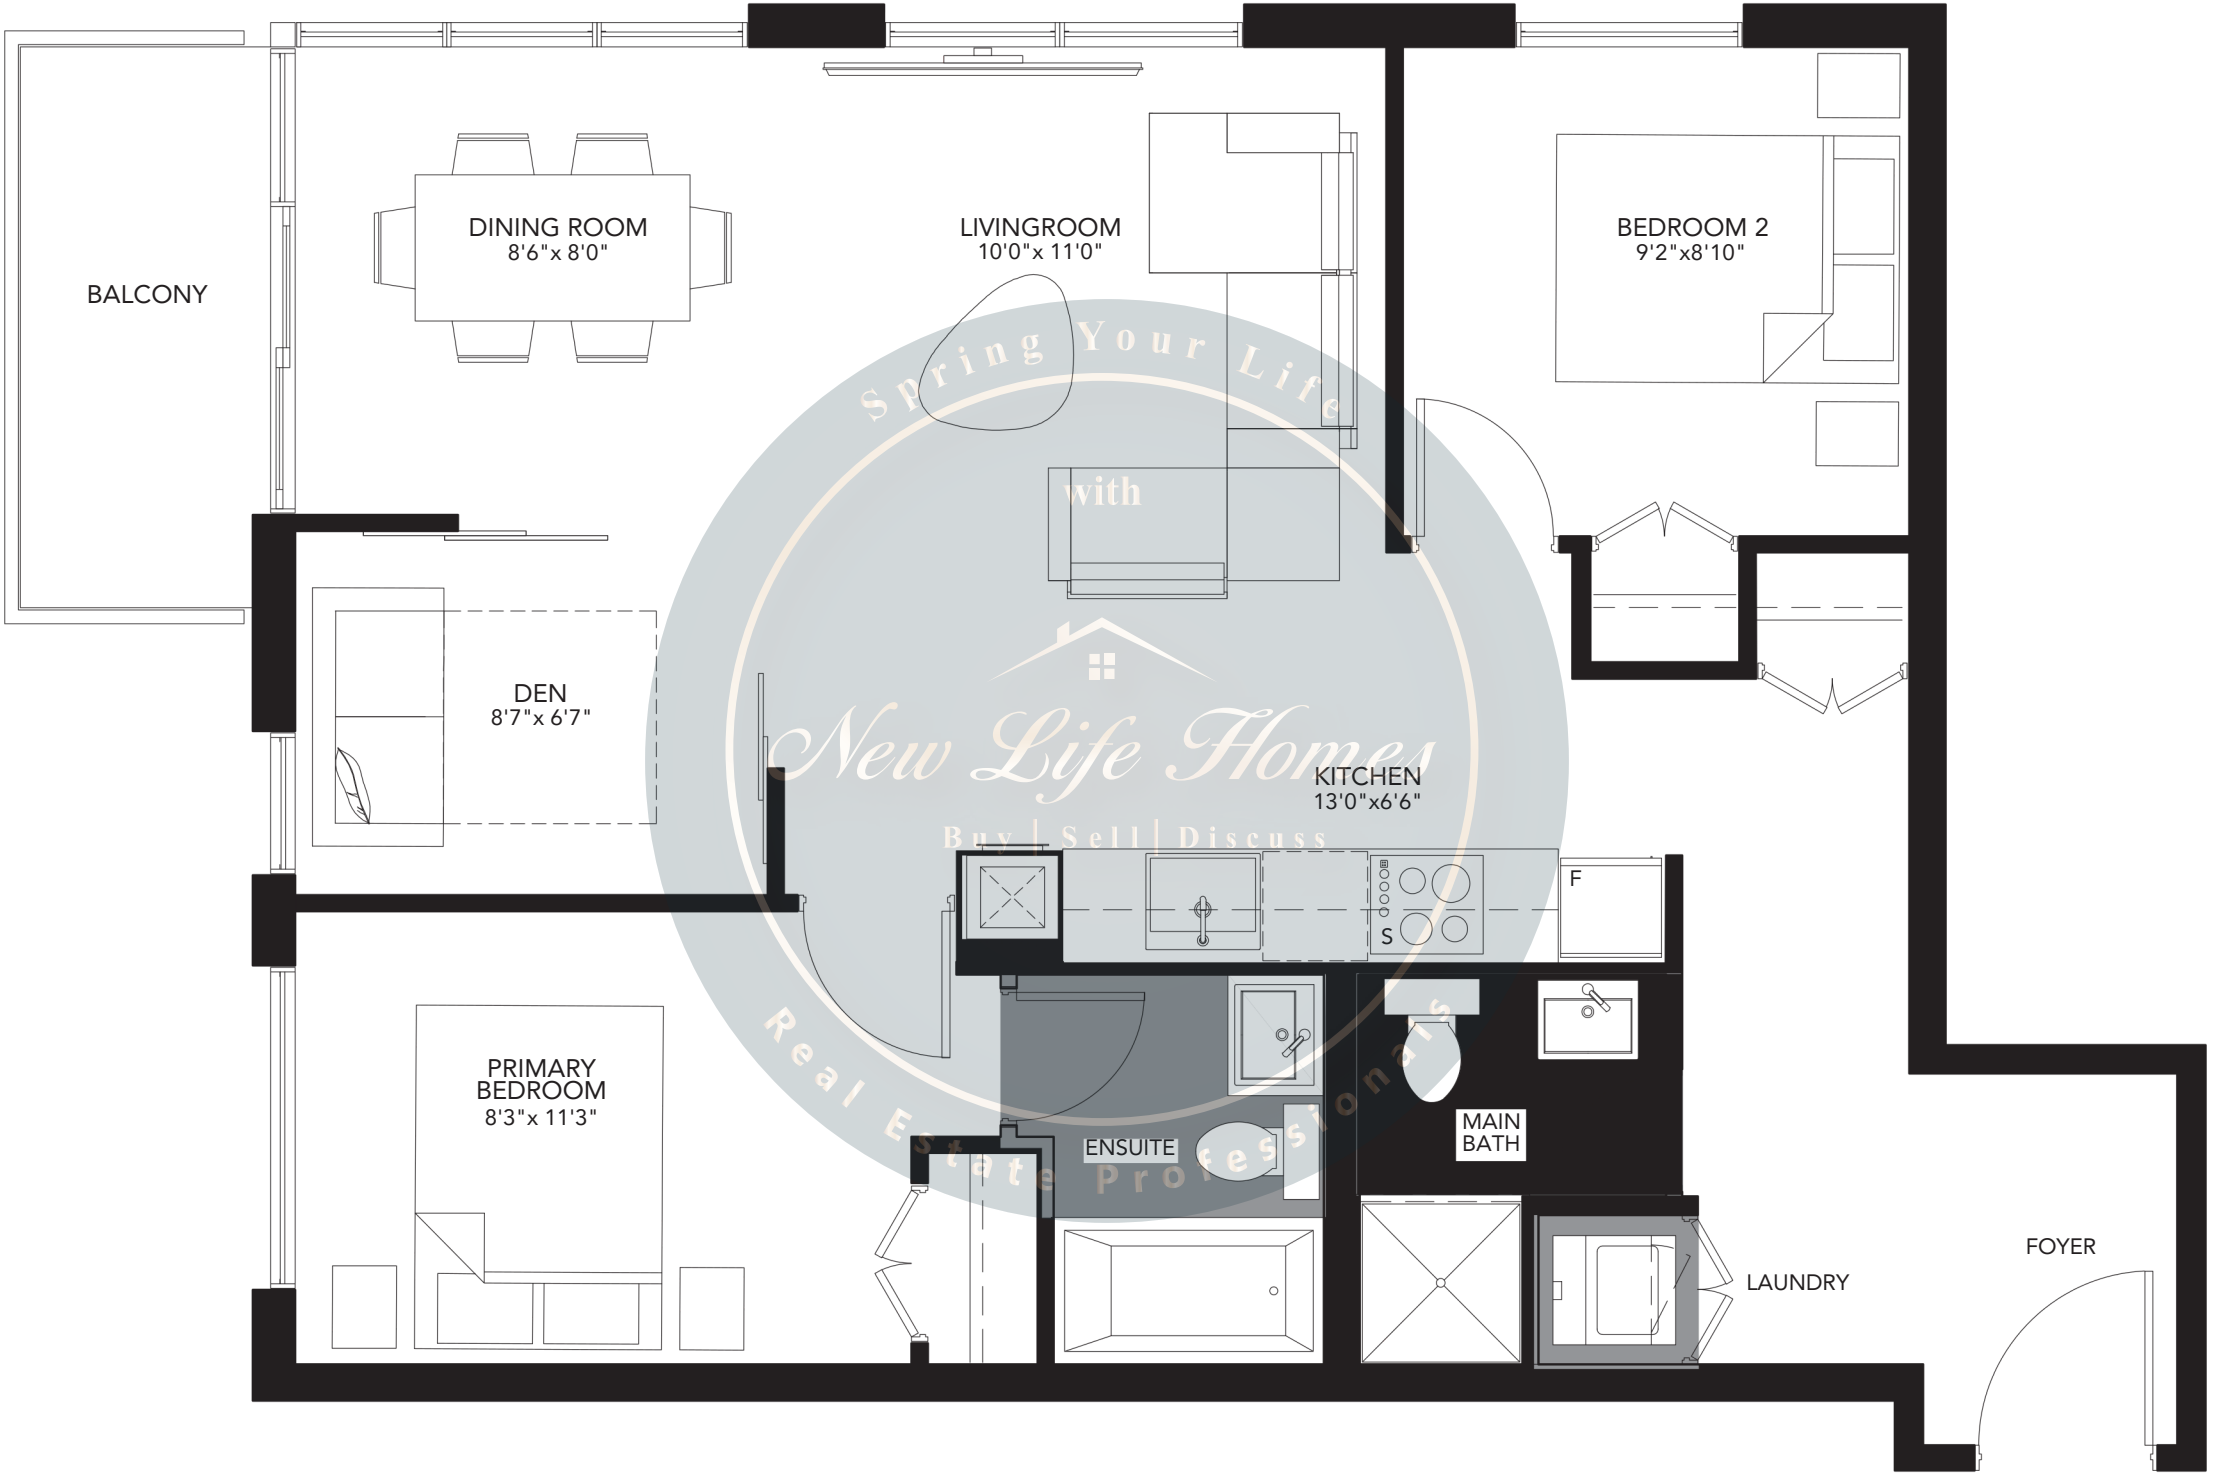 DINING ROOM
8'6"x 8'0"
LIVINGROOM
10'0"x 11'0"
BEDROOM 2
9'2"x8'10"
BALCONY
Spring Your Life
with
DEN
8'7"x 6'7"
New Life Homes
KITCHEN
13'0"x6'6"
Buy | Sell | Discuss
F
S
Real Estate Professionals
PRIMARY
BEDROOM
8'3"x 11'3"
ENSUITE
MAIN
BATH
FOYER
LAUNDRY